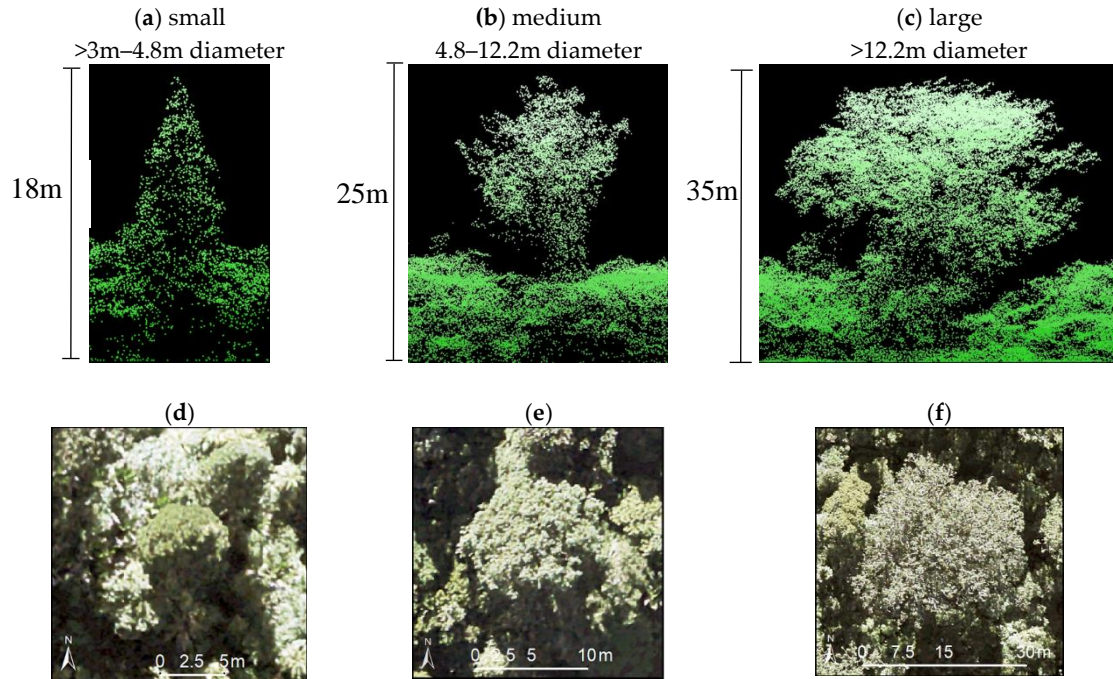 (a) small
>3m–4.8m diameter
(b) medium
4.8–12.2m diameter
(c) large
>12.2m diameter
18m
25m
35m
(d)
(e)
(f)
N
0 2.5 5m
N
0 2.5 5 10m
N
0 7.5 15 30m